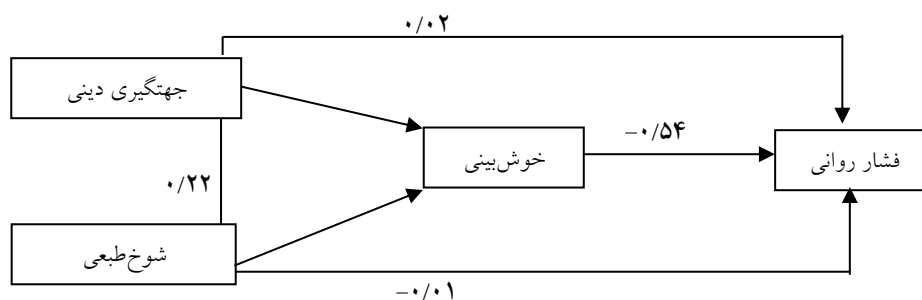 ۰/۰۲
جهتگیری دینی
خوش‌بینی
-۰/۵۴
فشار روانی
۰/۲۲
شوخ‌طبعی
-۰/۰۱